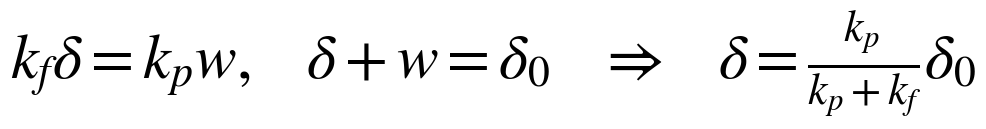 k_f δ = k_p w,   δ + w = δ_0   ⇒   δ = \frac{k_p}{k_p + k_f} δ_0